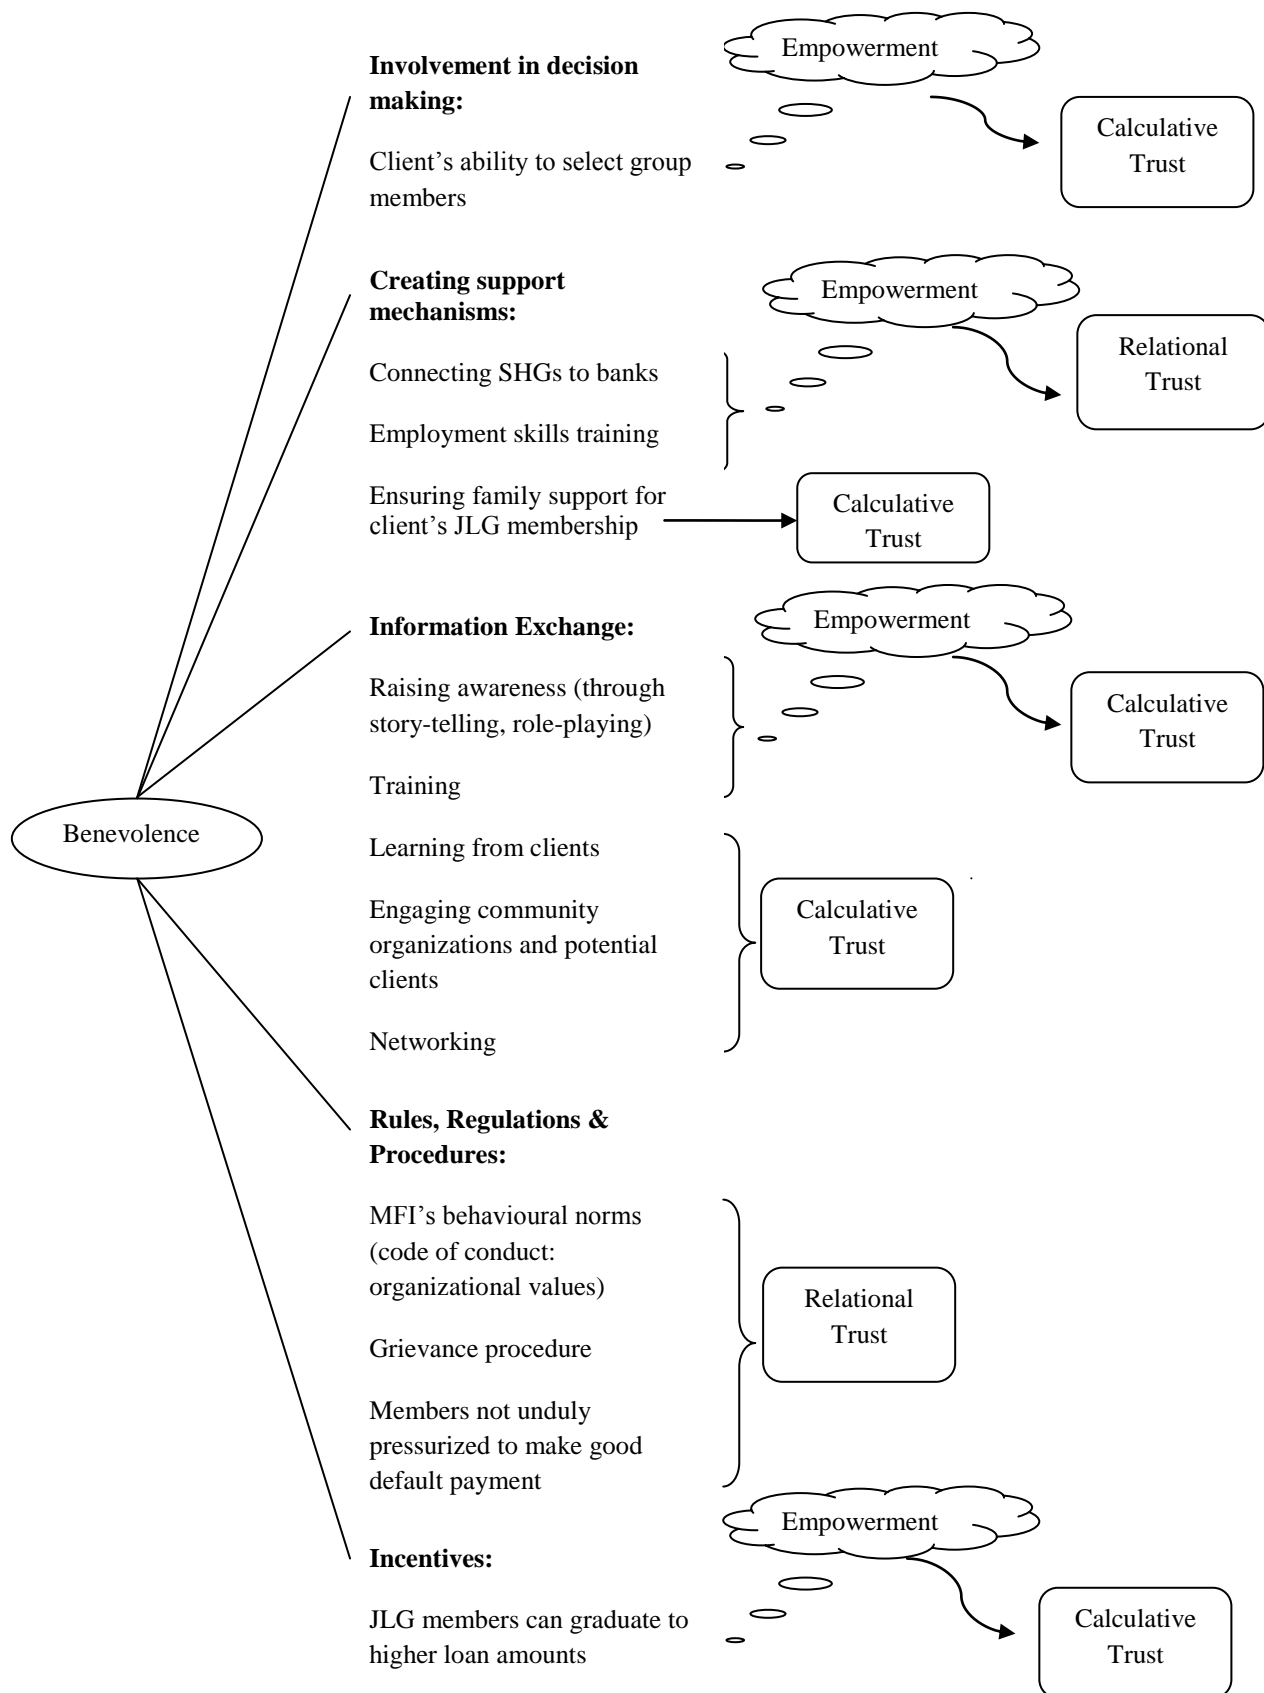 Empowerment
Involvement in decision
making:
Calculative
Trust
Client’s ability to select group
members
Creating support
mechanisms:
Empowerment
Relational
Trust
Connecting SHGs to banks
Employment skills training
Ensuring family support for
client’s JLG membership
Calculative
Trust
Information Exchange:
Empowerment
Raising awareness (through
story-telling, role-playing)
Calculative
Trust
Training
Benevolence
Learning from clients
Engaging community
organizations and potential
clients
Calculative
Trust
Networking
Rules, Regulations &
Procedures:
MFI’s behavioural norms
(code of conduct:
organizational values)
Relational
Trust
Grievance procedure
Members not unduly
pressurized to make good
default payment
Empowerment
Incentives:
JLG members can graduate to
higher loan amounts
Calculative
Trust